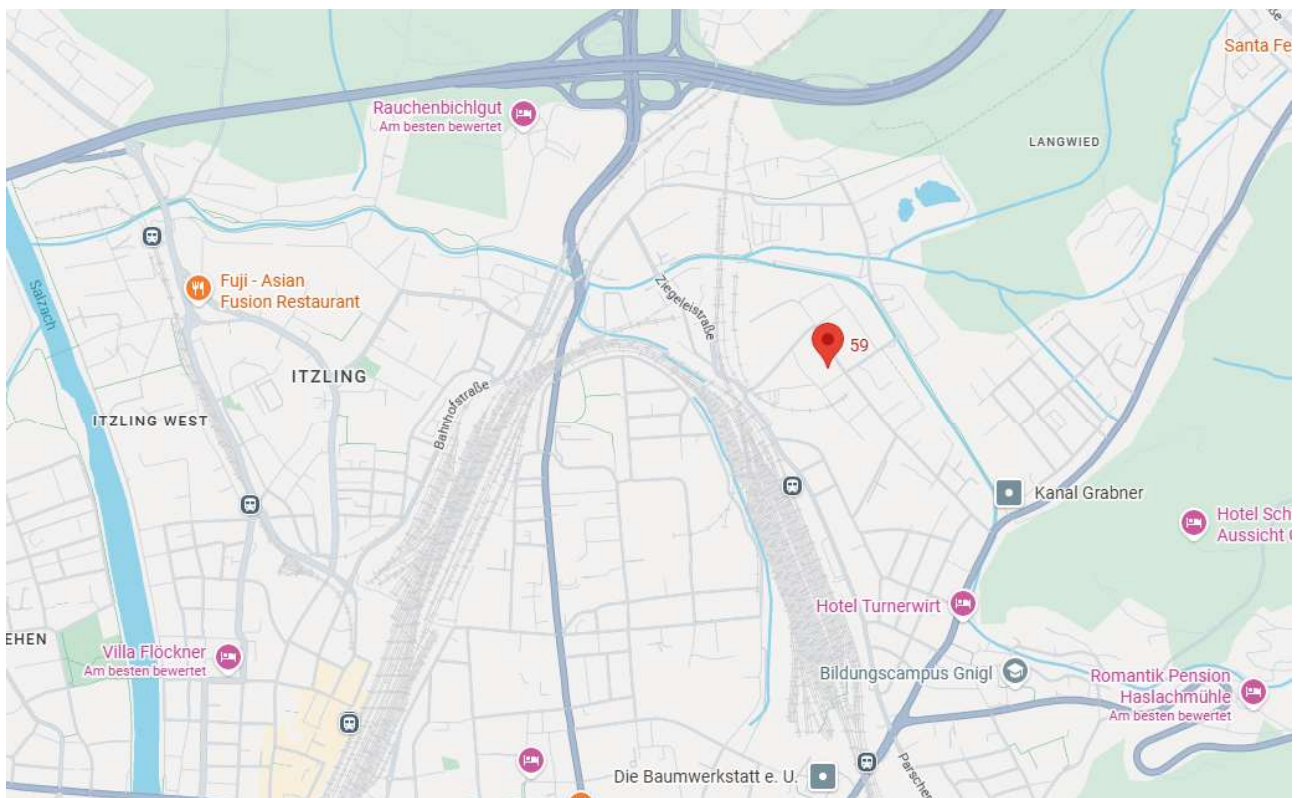 Santa Fe
Rauchenbichlgut
Am besten bewertet
LANGWIED
Salzach
Fuji - Asian
Fusion Restaurant
Ziegeleistraße
59
ITZLING
Bahnhofstraße
ITZLING WEST
Kanal Grabner
Hotel Sch
Aussicht
Hotel Turnerwirt
EHEN
Villa Flöckner
Am besten bewertet
Bildungscampus Gnigl
Romantik Pension
Haslachmühle
Am besten bewertet
Die Baumwerkstatt e. U.
Parsche